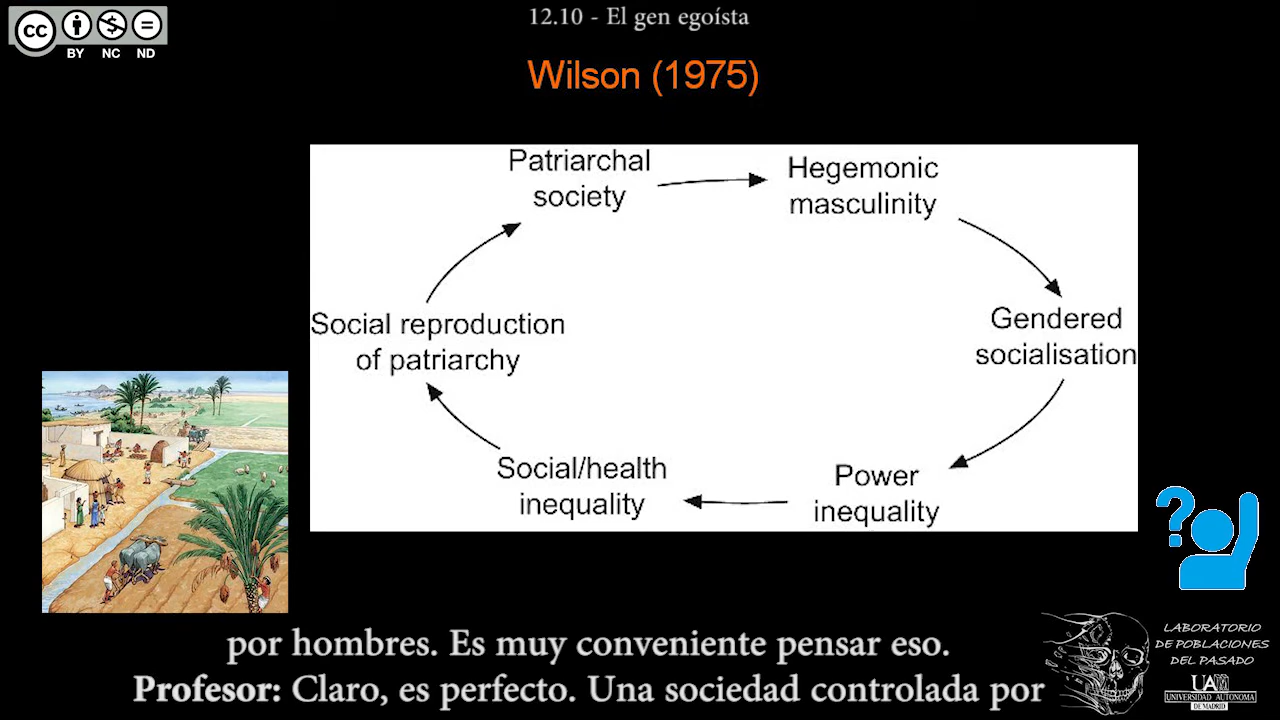 12.10 - El gen egoísta
BY NC ND
Wilson (1975)
Patriarchal
society
Hegemonic
masculinity
Gendered
socialisation
Power
inequality
Social/health
inequality
Social reproduction
of patriarchy
por hombres. Es muy conveniente pensar eso.
Profesor: Claro, es perfecto. Una sociedad controlada por
LABORATORIO
DE POBLACIONES
DEL PASADO
UAM
UNIVERSIDAD AUTONOMA
DE MADRID